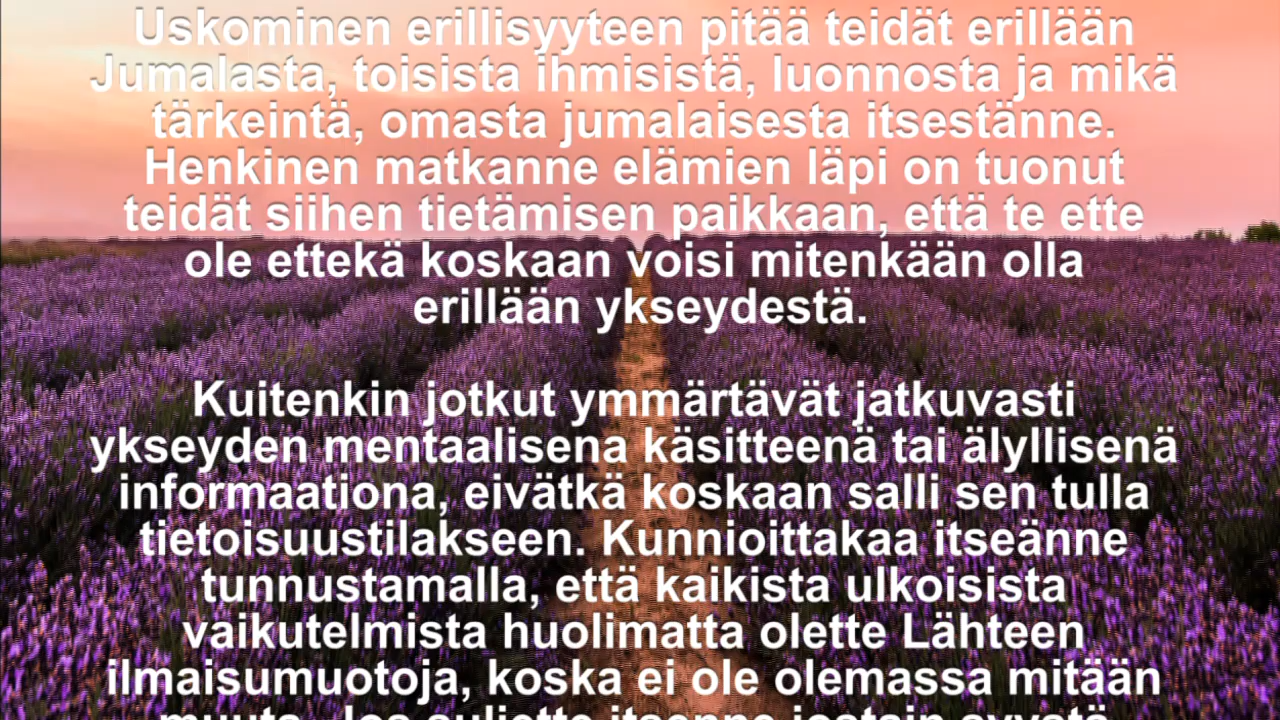 Uskominen erillisyyteen pitää teidät erillään
Jumalasta, toisista ihmisistä, luonnosta ja mikä
tärkeintä, omasta jumalaisesta itsestänne.
Henkinen matkanne elämien läpi on tuonut
teidät siihen tietämisen paikkaan, että te ette
ole ettekä koskaan voisi mitenkään olla
erillään ykseydestä.
Kuitenkin jotkut ymmärtävät jatkuvasti
ykseyden mentaalisena käsitteenä tai älyllisenä
informaationa, eivätkä koskaan salli sen tulla
tietoisuustilakseen. Kunnioittakaa itseänne
tunnustamalla, että kaikista ulkoisista
vaikutelmista huolimatta olette Lähteen
ilmaisumuotoja, koska ei ole olemassa mitään